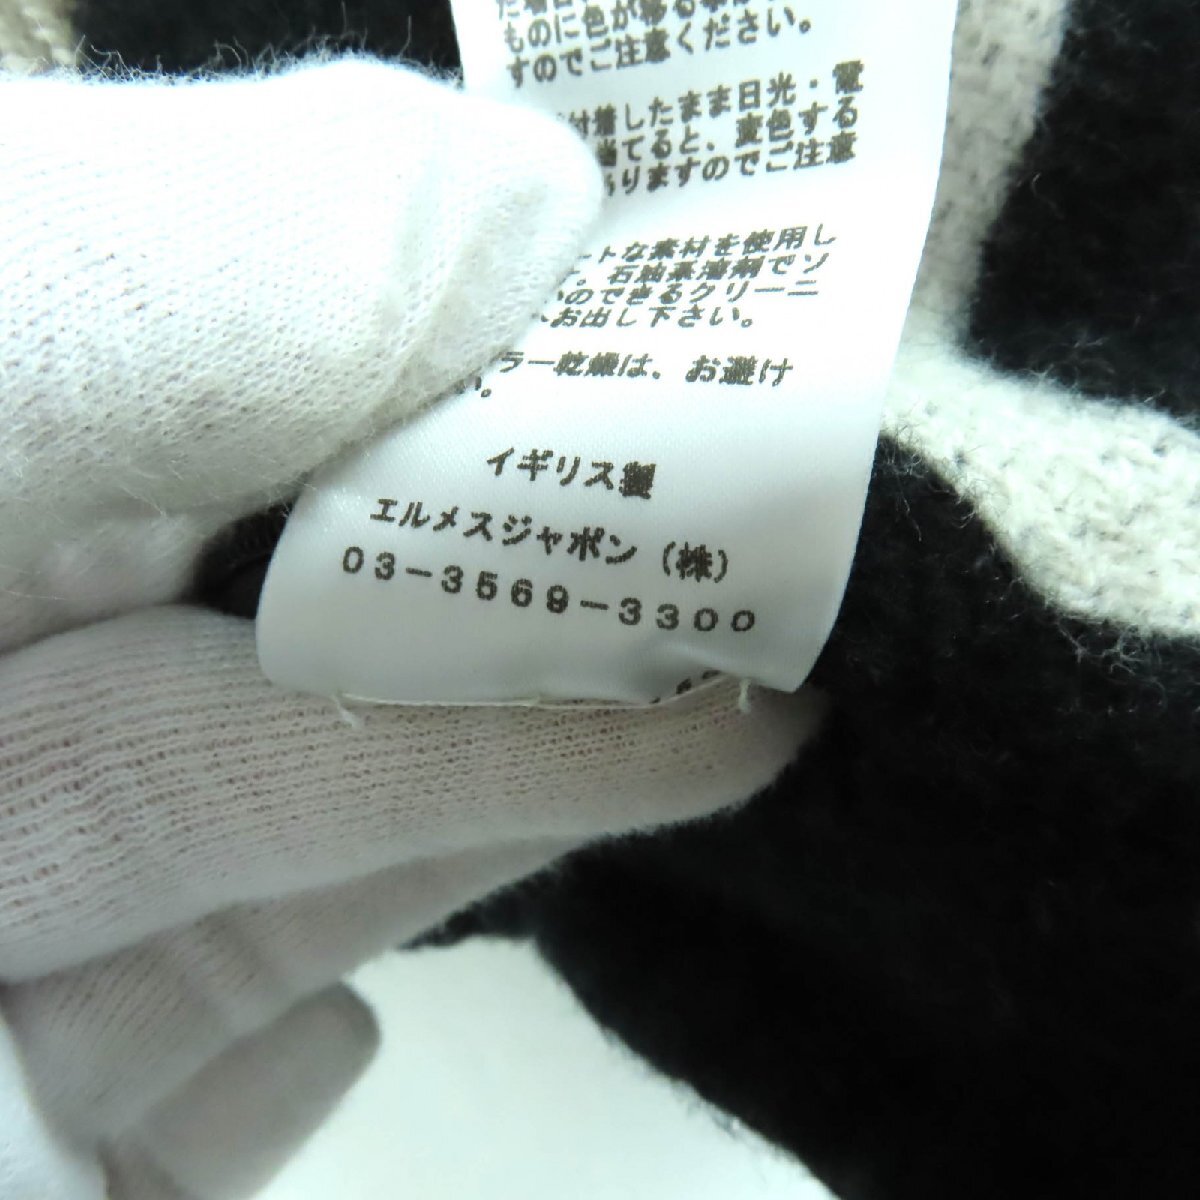 ものに色が移る
すのでご注意ください。
付着したまま日光・電
当てると、変色する
ありますのでご注意
ートな素材を使用し
。石油系溶剤でソ
いのできるクリーニ
へお出し下さい。
ラー乾燥は、お避け
い。
イギリス製
エルメスジャポン（株）
03-3569-3300